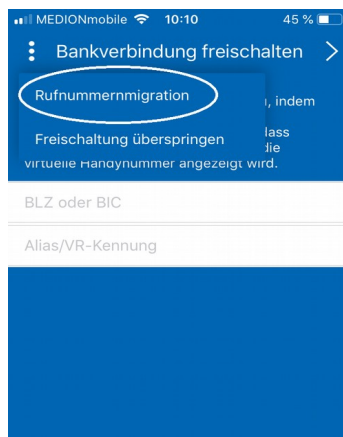 MEDIONmobile 10:10 45 %
Bankverbindung freischalten
Rufnummernmigration
, indem
lass
Freischaltung überspringen
die
virtuelle Handynummer angezeigt wird.
BLZ oder BIC
Alias/VR-Kennung